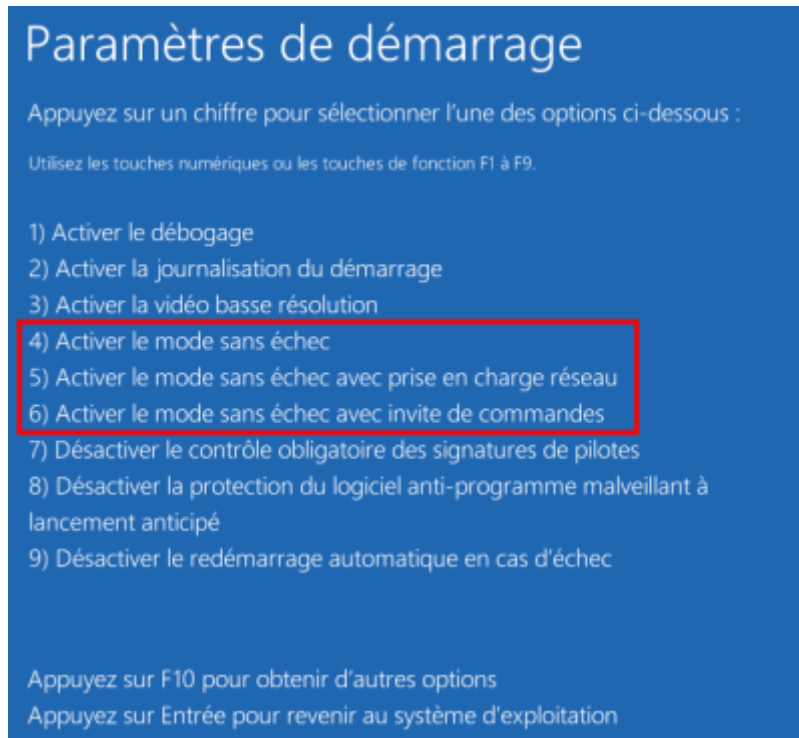 Paramètres de démarrage
Appuyez sur un chiffre pour sélectionner l'une des options ci-dessous :
Utilisez les touches numériques ou les touches de fonction F1 à F9.
1) Activer le débogage
2) Activer la journalisation du démarrage
3) Activer la vidéo basse résolution
4) Activer le mode sans échec
5) Activer le mode sans échec avec prise en charge réseau
6) Activer le mode sans échec avec invite de commandes
7) Désactiver le contrôle obligatoire des signatures de pilotes
8) Désactiver la protection du logiciel anti-programme malveillant à
lancement anticipé
9) Désactiver le redémarrage automatique en cas d'échec
Appuyez sur F10 pour obtenir d'autres options
Appuyez sur Entrée pour revenir au système d'exploitation